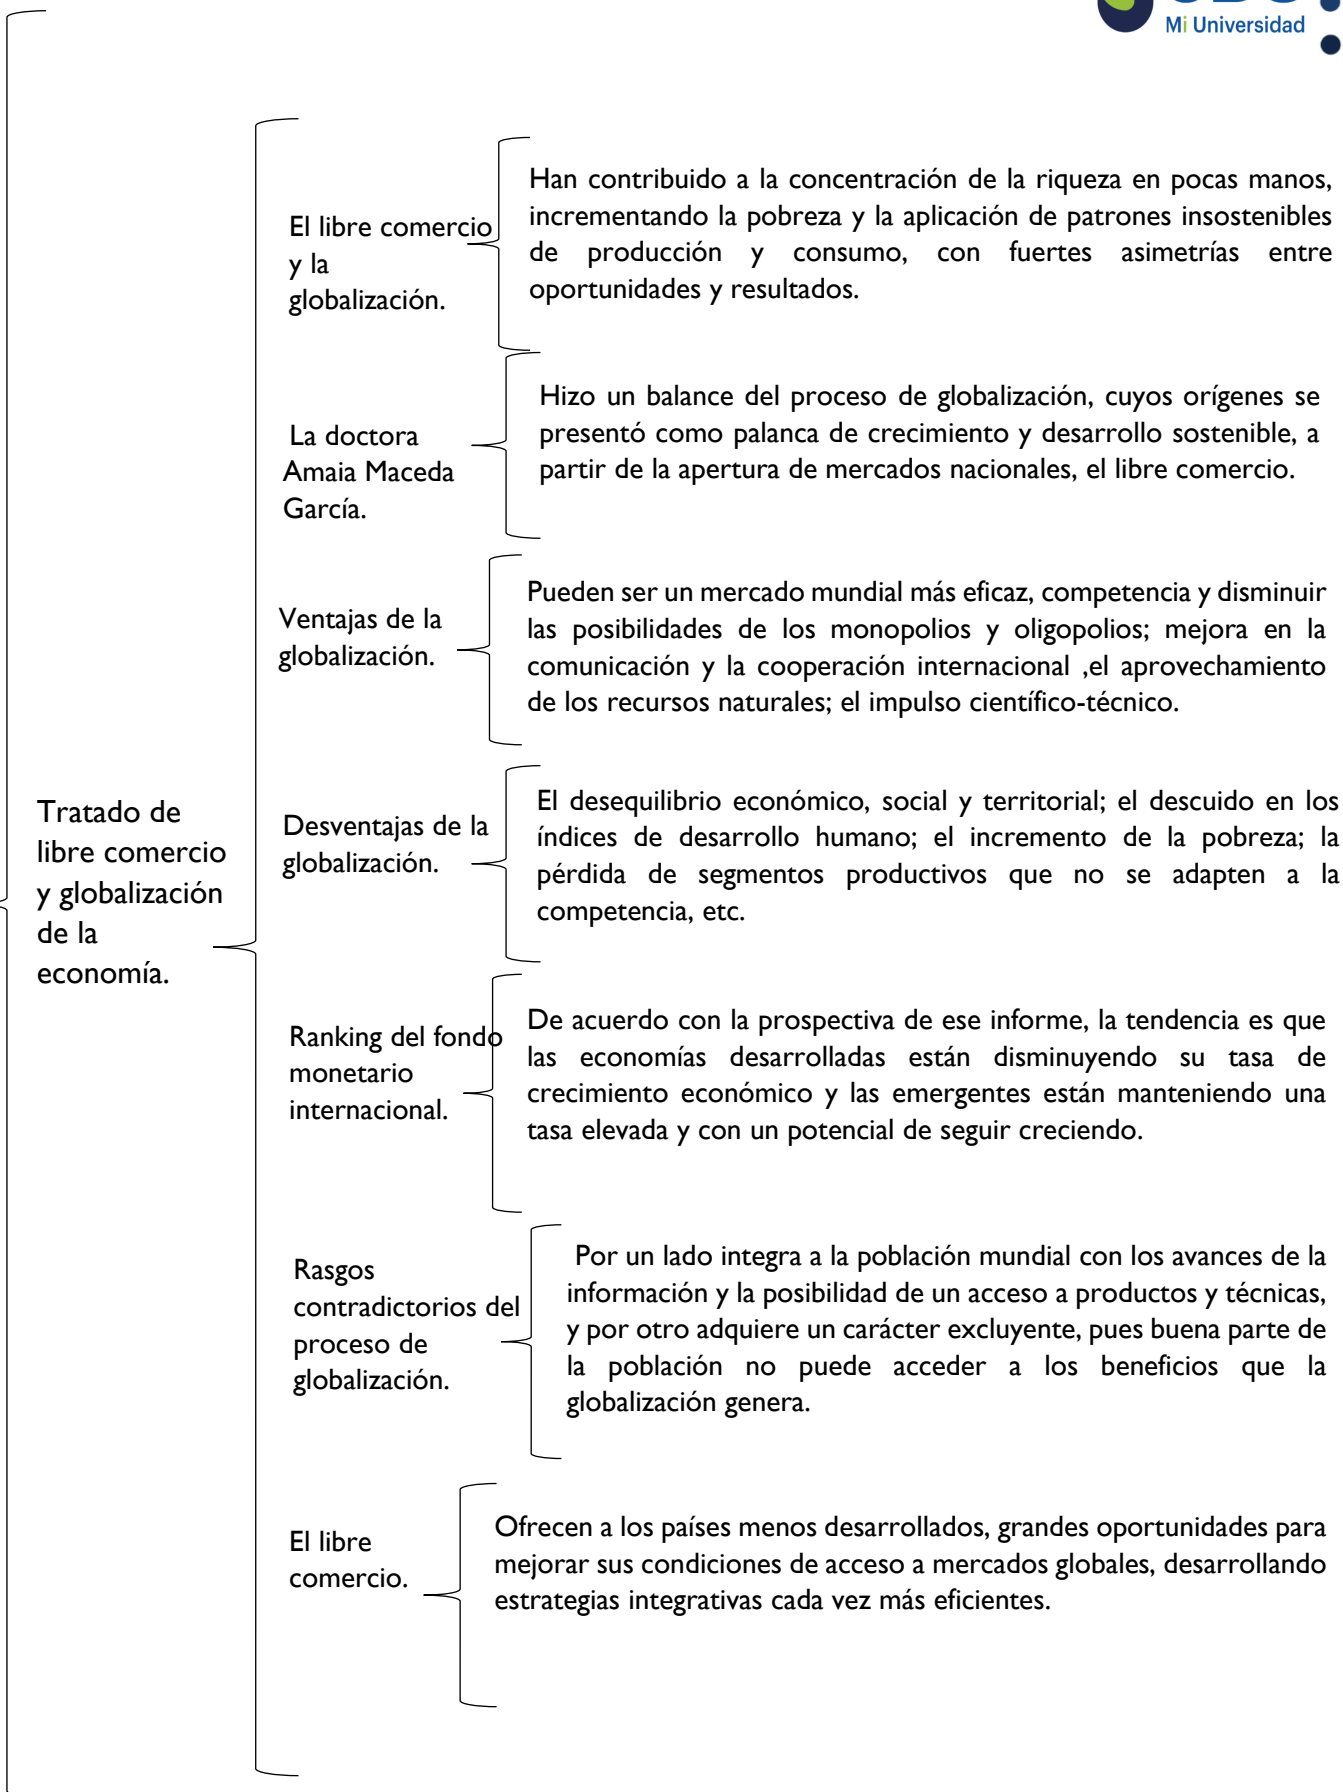 Mi Universidad
Tratado de
libre comercio
y globalización
de la
economía.
El libre comercio
y la
globalización.
Han contribuido a la concentración de la riqueza en pocas manos,
incrementando la pobreza y la aplicación de patrones insostenibles
de producción y consumo, con fuertes asimetrías entre
oportunidades y resultados.
La doctora
Amaia Maceda
García.
Hizo un balance del proceso de globalización, cuyos orígenes se
presentó como palanca de crecimiento y desarrollo sostenible, a
partir de la apertura de mercados nacionales, el libre comercio.
Ventajas de la
globalización.
Pueden ser un mercado mundial más eficaz, competencia y disminuir
las posibilidades de los monopolios y oligopolios; mejora en la
comunicación y la cooperación internacional ,el aprovechamiento
de los recursos naturales; el impulso científico-técnico.
Desventajas de la
globalización.
El desequilibrio económico, social y territorial; el descuido en los
índices de desarrollo humano; el incremento de la pobreza; la
pérdida de segmentos productivos que no se adapten a la
competencia, etc.
Ranking del fondo
monetario
internacional.
De acuerdo con la prospectiva de ese informe, la tendencia es que
las economías desarrolladas están disminuyendo su tasa de
crecimiento económico y las emergentes están manteniendo una
tasa elevada y con un potencial de seguir creciendo.
Rasgos
contradictorios del
proceso de
globalización.
Por un lado integra a la población mundial con los avances de la
información y la posibilidad de un acceso a productos y técnicas,
y por otro adquiere un carácter excluyente, pues buena parte de
la población no puede acceder a los beneficios que la
globalización genera.
El libre
comercio.
Ofrecen a los países menos desarrollados, grandes oportunidades para
mejorar sus condiciones de acceso a mercados globales, desarrollando
estrategias integrativas cada vez más eficientes.